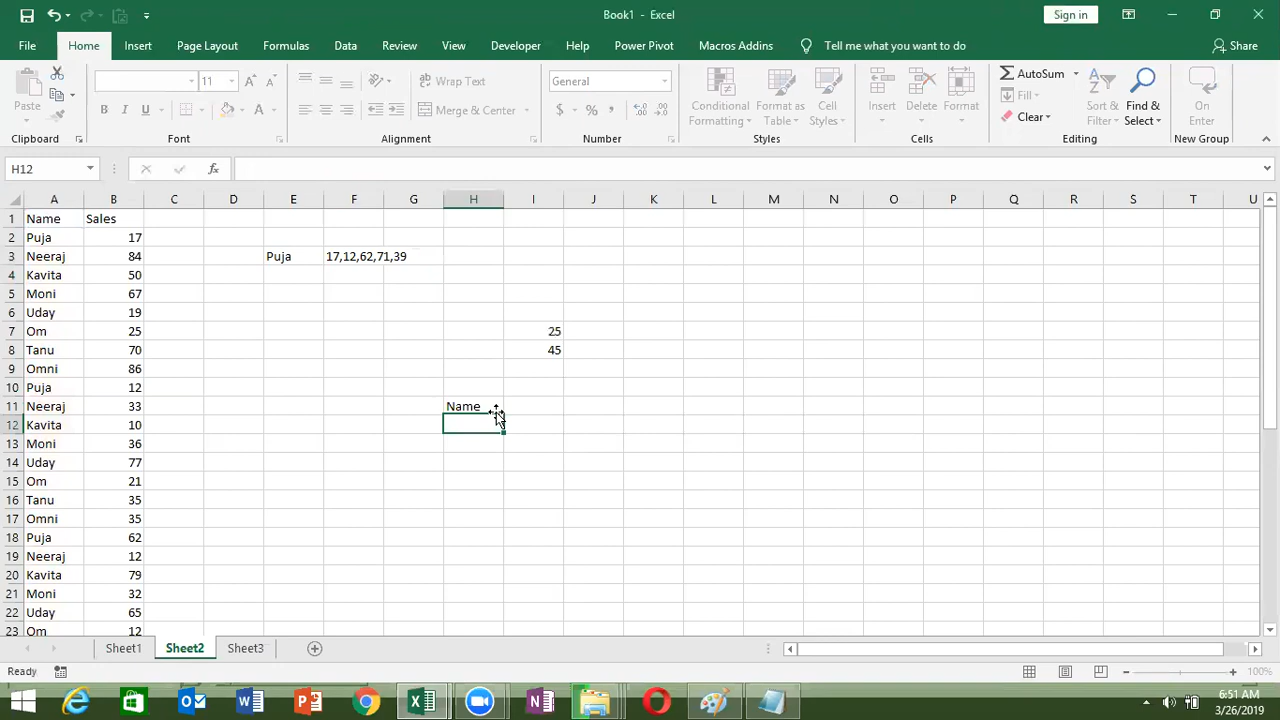 Book1 - Excel
Sign in
File Home Insert Page Layout Formulas Data Review View Developer Help Power Pivot Macros Addins Tell me what you want to do Share
Paste
11
Wrap Text
Merge & Center
General
$ % ,
Conditional Formatting
Format as Table
Cell Styles
Insert
Delete
Format
AutoSum
Fill
Clear
Sort & Filter
Find & Select
On Enter
Clipboard Font Alignment Number Styles Cells Editing New Group
H12 fx
A B C D E F G H I J K L M N O P Q R S T U
1 Name Sales
2 Puja 17
3 Neeraj 84 Puja 17,12,62,71,39
4 Kavita 50
5 Moni 67
6 Uday 19
7 Om 25 25
8 Tanu 70 45
9 Omni 86
10 Puja 12
11 Neeraj 33 Name
12 Kavita 10
13 Moni 36
14 Uday 77
15 Om 21
16 Tanu 35
17 Omni 35
18 Puja 62
19 Neeraj 12
20 Kavita 79
21 Moni 32
22 Uday 65
23 Om 12
Sheet1 Sheet2 Sheet3
Ready 100%
6:51 AM
3/26/2019